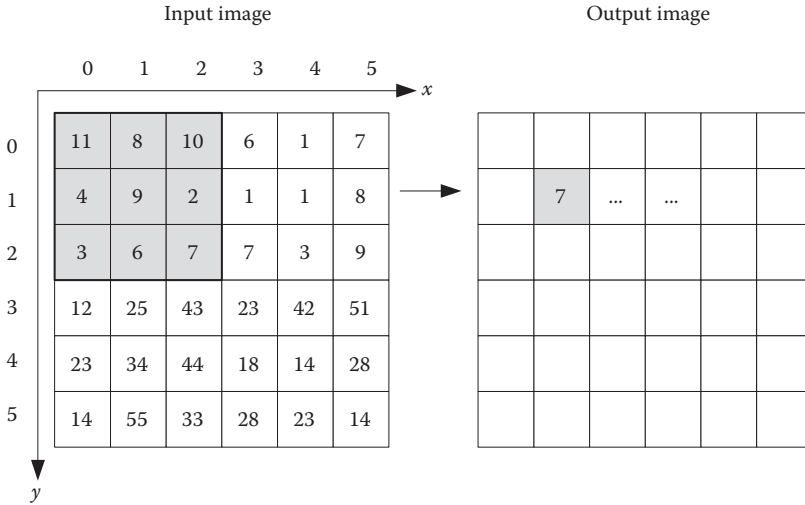 Input image Output image
0 1 2 3 4 5
x
0 11 8 10 6 1 7
1 4 9 2 1 1 8 7 ... ...
2 3 6 7 7 3 9
3 12 25 43 23 42 51
4 23 34 44 18 14 28
5 14 55 33 28 23 14
y